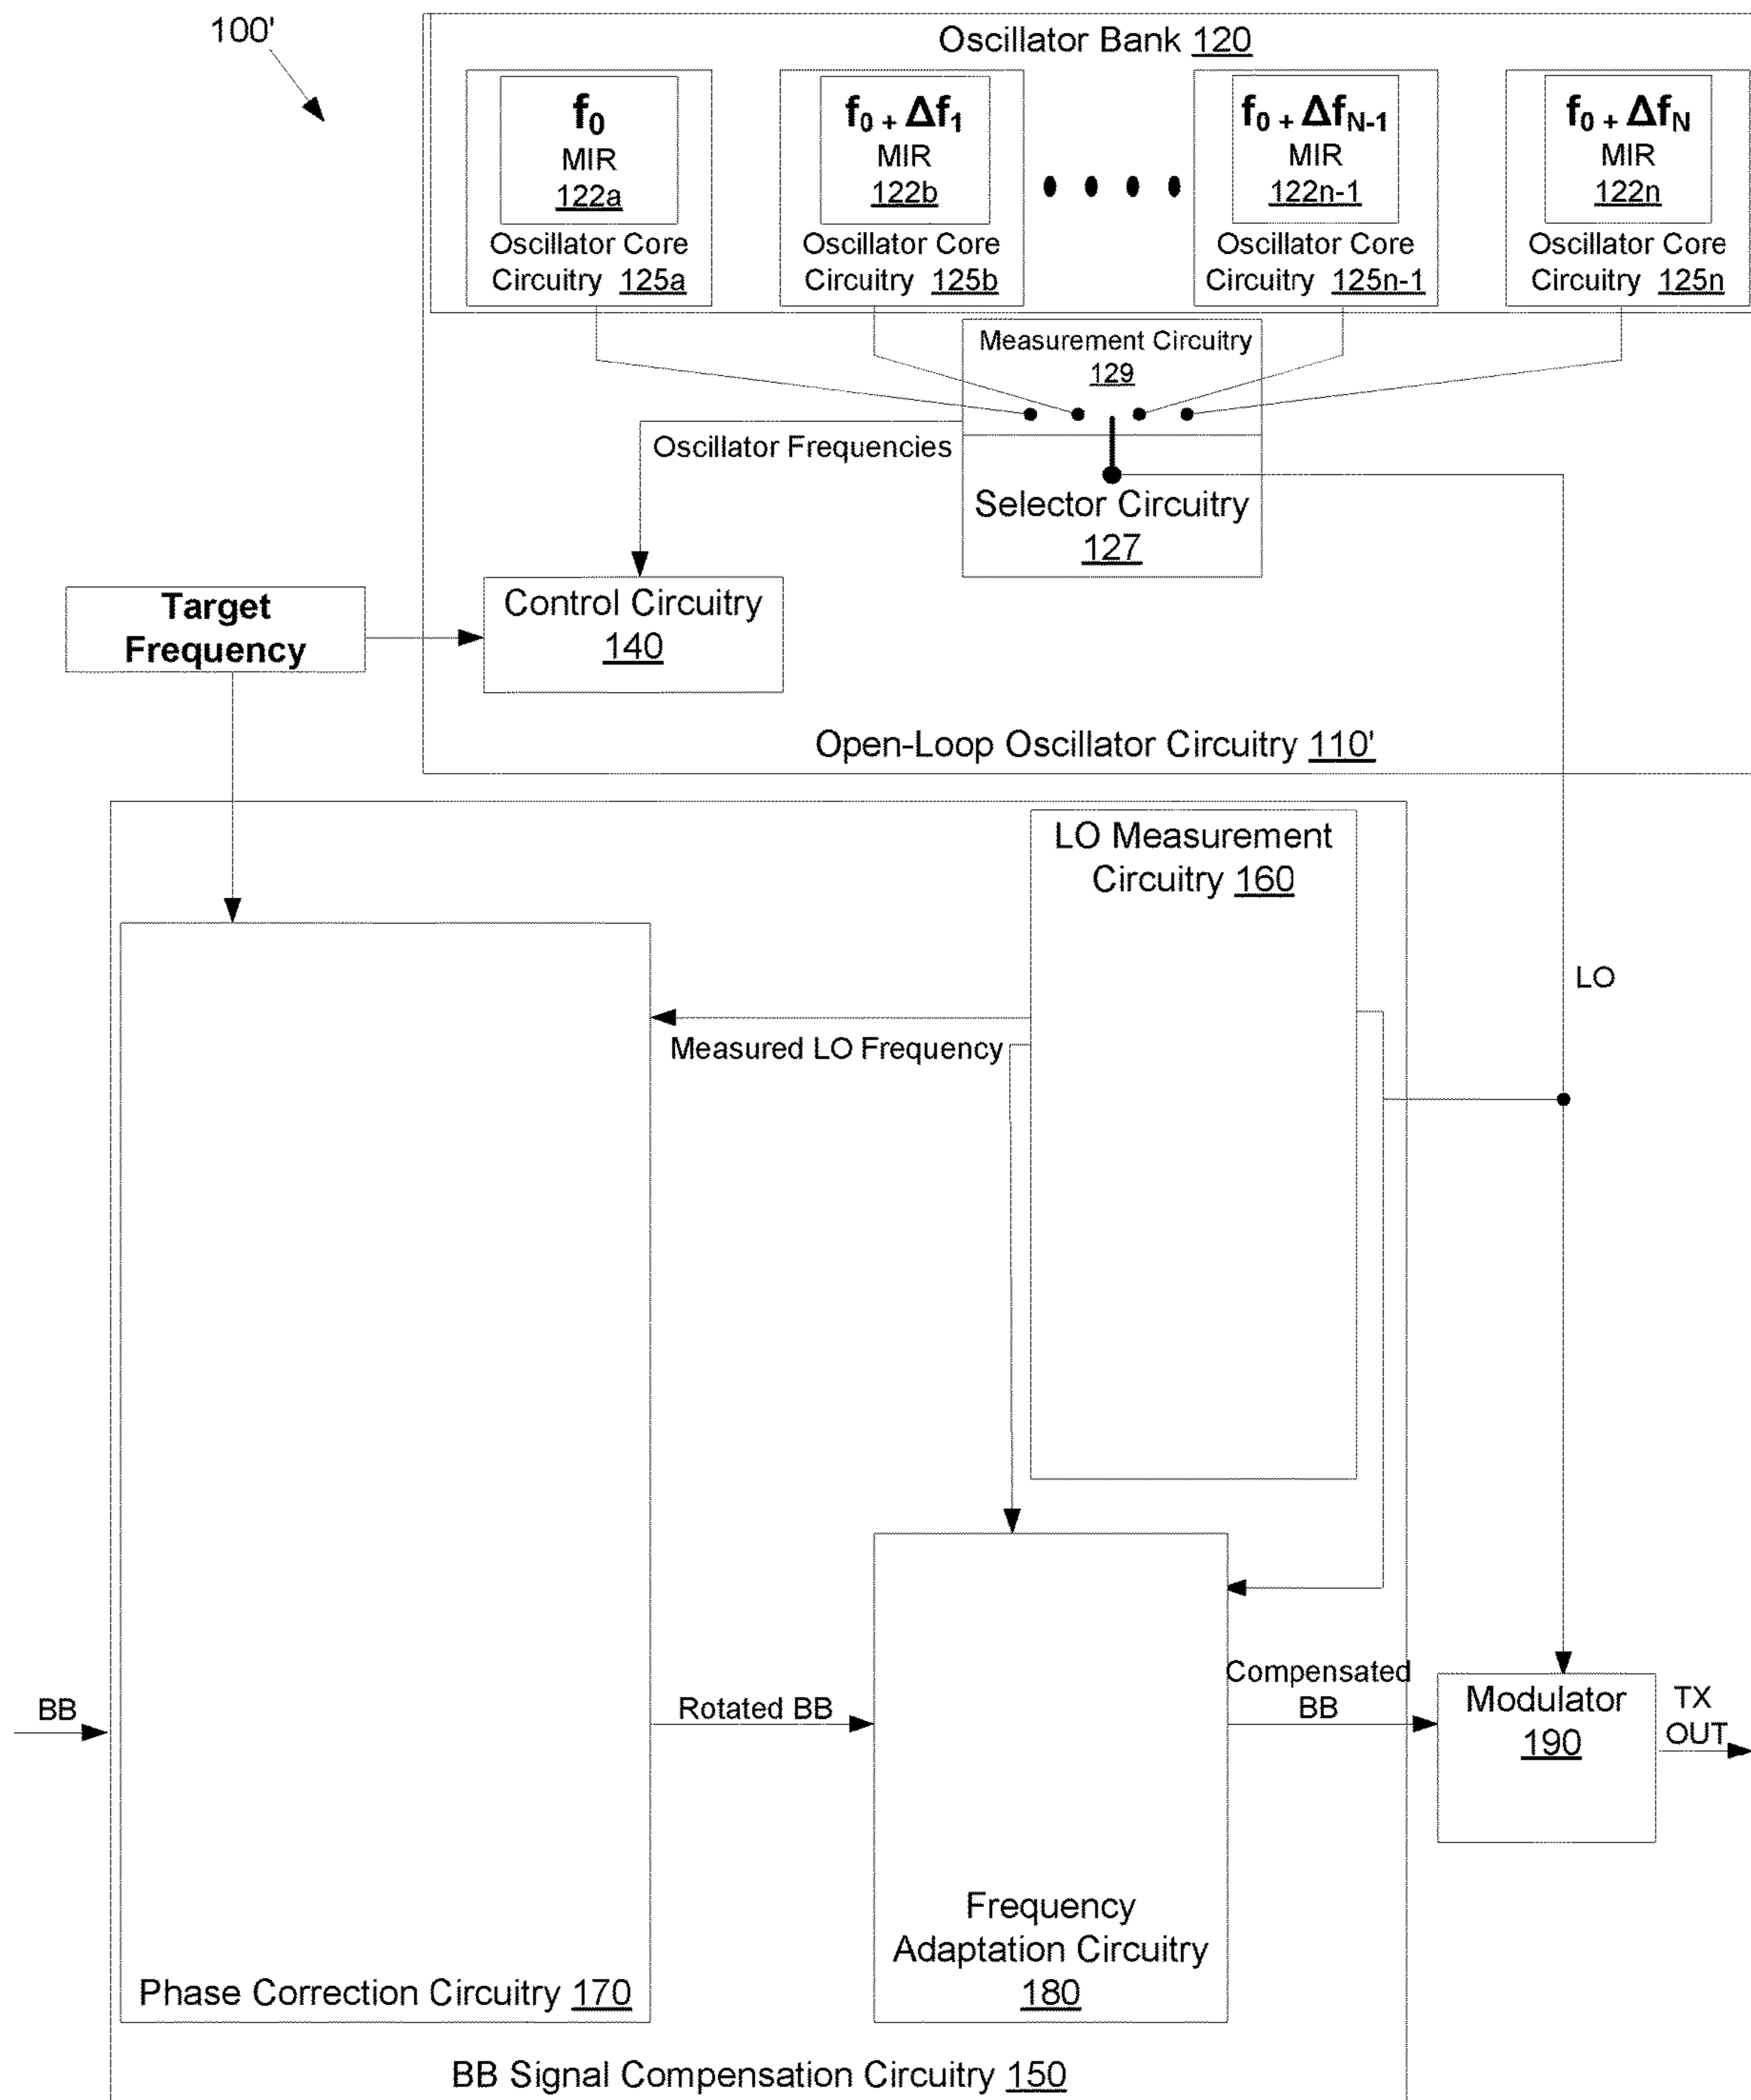 100'
Oscillator Bank 120
f0
MIR
122a
Oscillator Core
Circuitry 125a
f0 + Δf1
MIR
122b
Oscillator Core
Circuitry 125b
f0 + ΔfN-1
MIR
122n-1
Oscillator Core
Circuitry 125n-1
f0 + ΔfN
MIR
122n
Oscillator Core
Circuitry 125n
Measurement Circuitry
129
Oscillator Frequencies
Selector Circuitry
127
Target
Frequency
Control Circuitry
140
Open-Loop Oscillator Circuitry 110'
LO Measurement
Circuitry 160
LO
Measured LO Frequency
BB
Rotated BB
Compensated
BB
Modulator
190
TX
OUT
Frequency
Adaptation Circuitry
180
Phase Correction Circuitry 170
BB Signal Compensation Circuitry 150